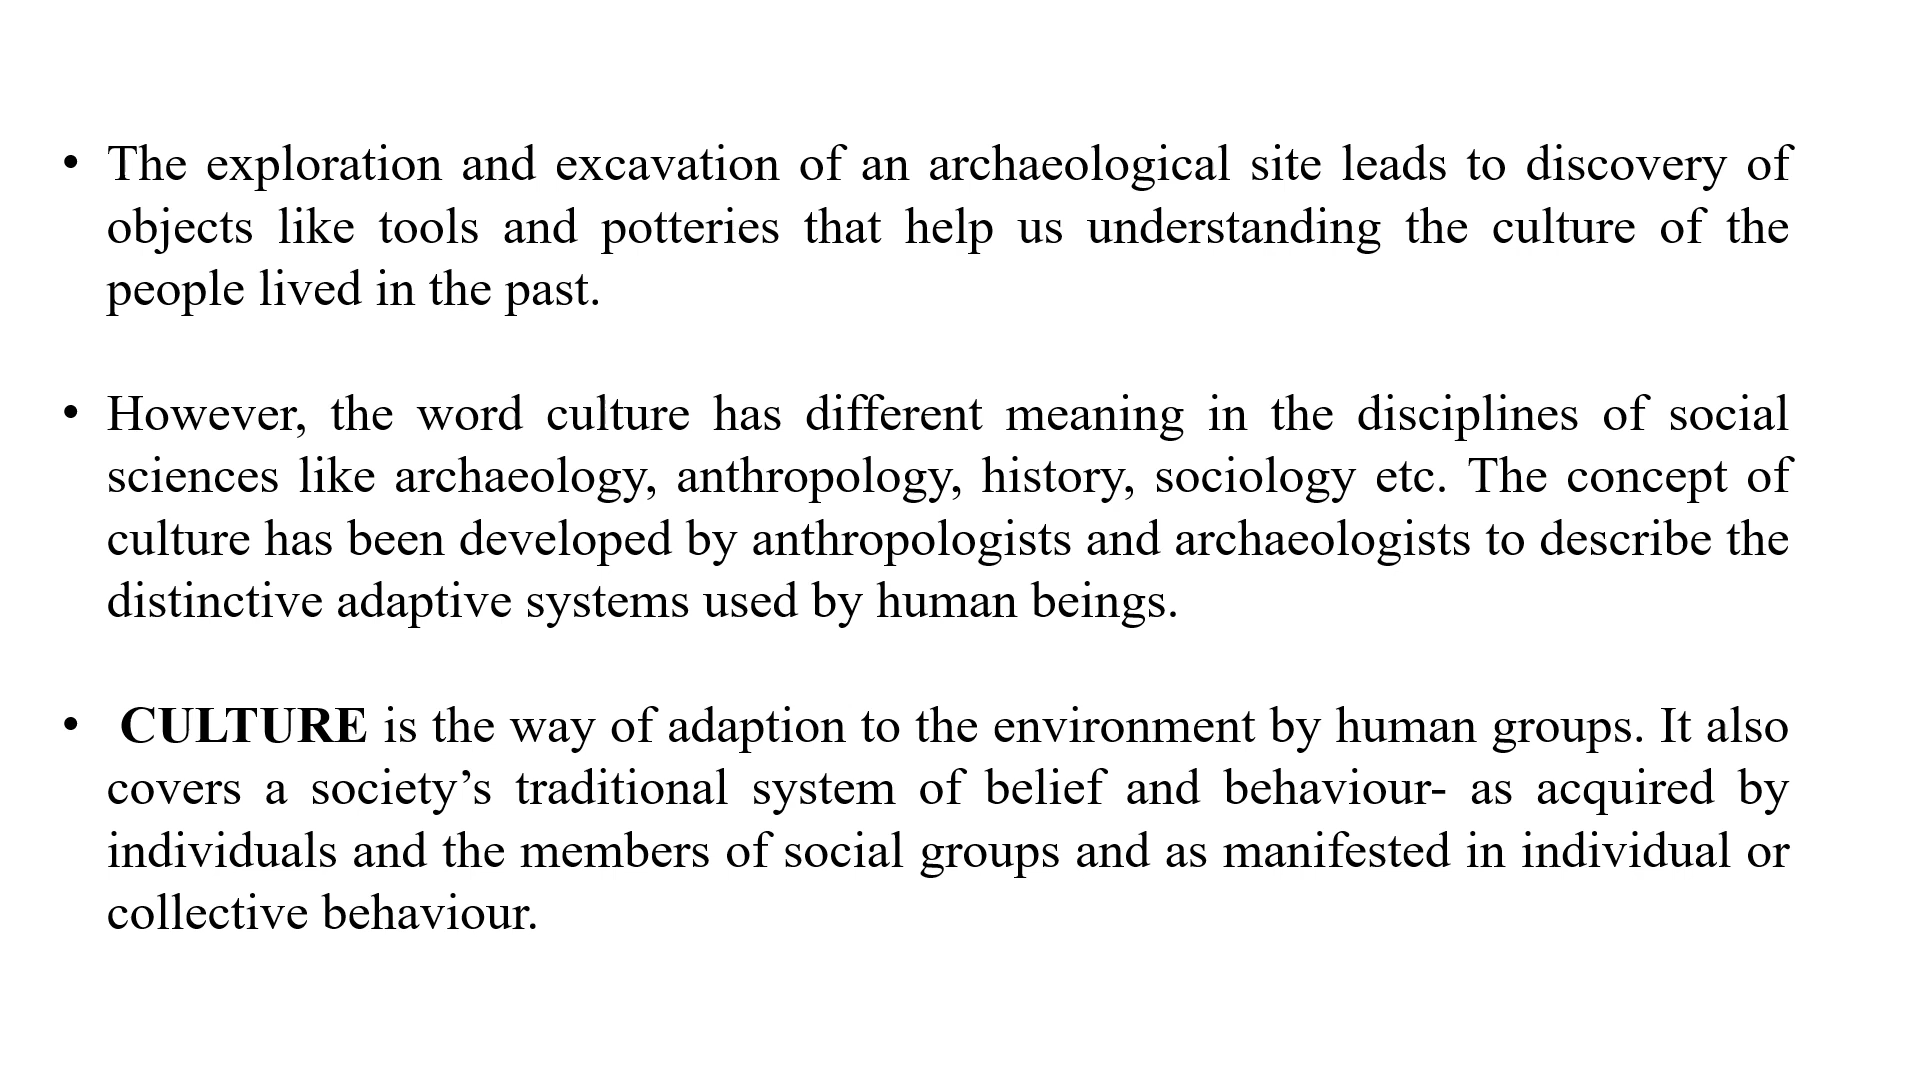 • The exploration and excavation of an archaeological site leads to discovery of
objects like tools and potteries that help us understanding the culture of the
people lived in the past.
• However, the word culture has different meaning in the disciplines of social
sciences like archaeology, anthropology, history, sociology etc. The concept of
culture has been developed by anthropologists and archaeologists to describe the
distinctive adaptive systems used by human beings.
• CULTURE is the way of adaption to the environment by human groups. It also
covers a society’s traditional system of belief and behaviour- as acquired by
individuals and the members of social groups and as manifested in individual or
collective behaviour.